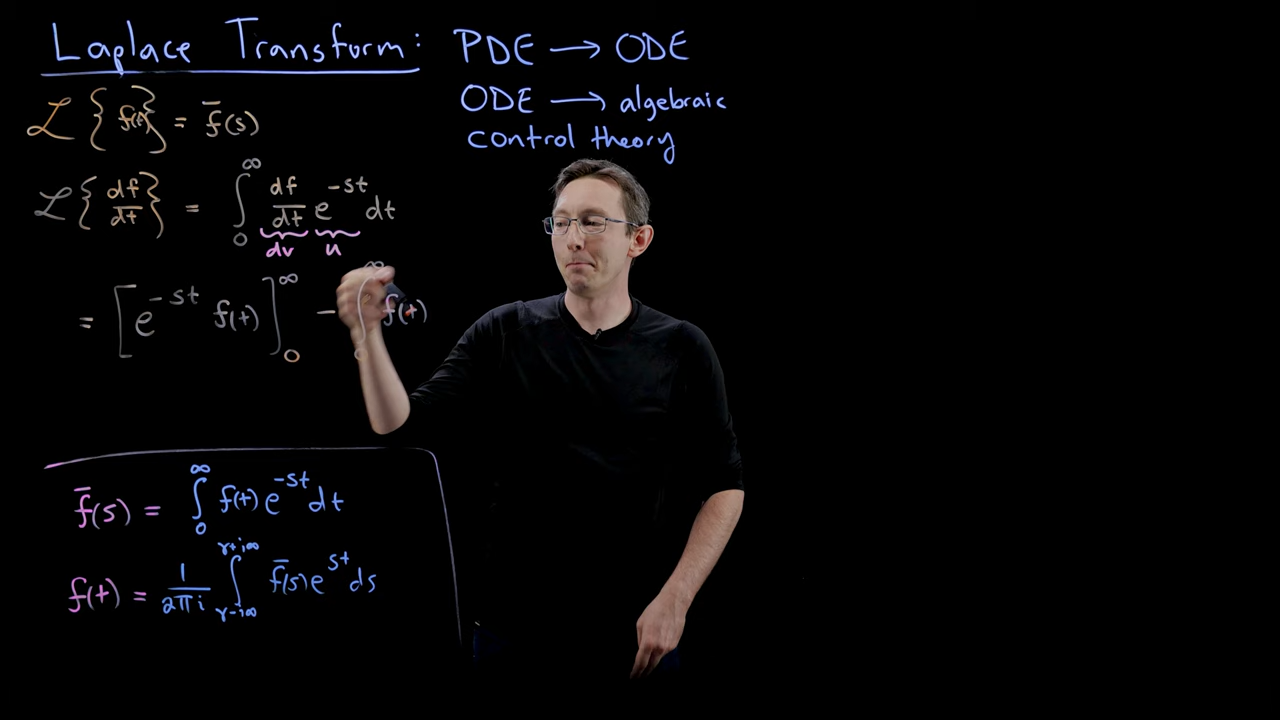 Laplace Transform:
PDE → ODE
ODE → algebraic
control theory
ℒ{f(t)} = f̄(s)
ℒ{df/dt} = ∫₀^∞ df/dt e^{-st} dt
dv u
= [e^{-st} f(t)]₀^∞ - ∫₀^∞ f(t)
f̄(s) = ∫₀^∞ f(t) e^{-st} dt
f(t) = 1/2πi ∫_{γ-i∞}^{γ+i∞} f̄(s) e^{st} ds